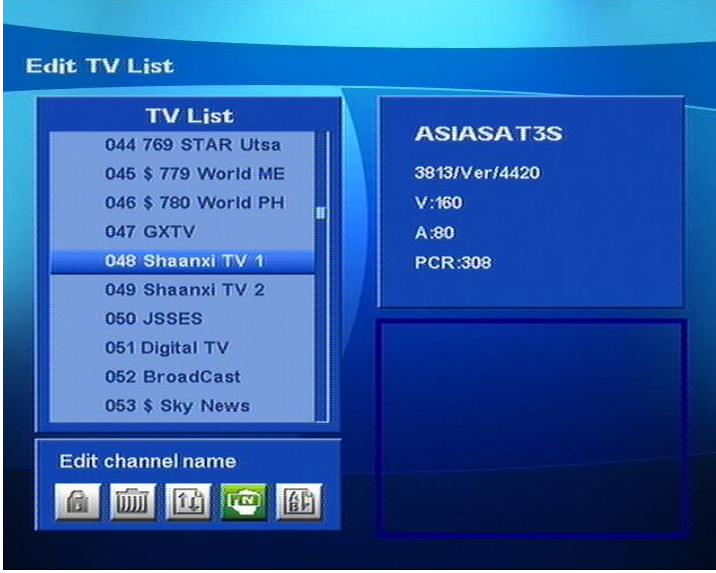 Edit TV List
TV List
044 769 STAR Utsa
045 $ 779 World ME
046 $ 780 World PH
047 GXTV
048 Shaanxi TV 1
049 Shaanxi TV 2
050 JSSES
051 Digital TV
052 BroadCast
053 $ Sky News
Edit channel name
ASIASAT3S
3813/Ver/4420
V:160
A:80
PCR:308